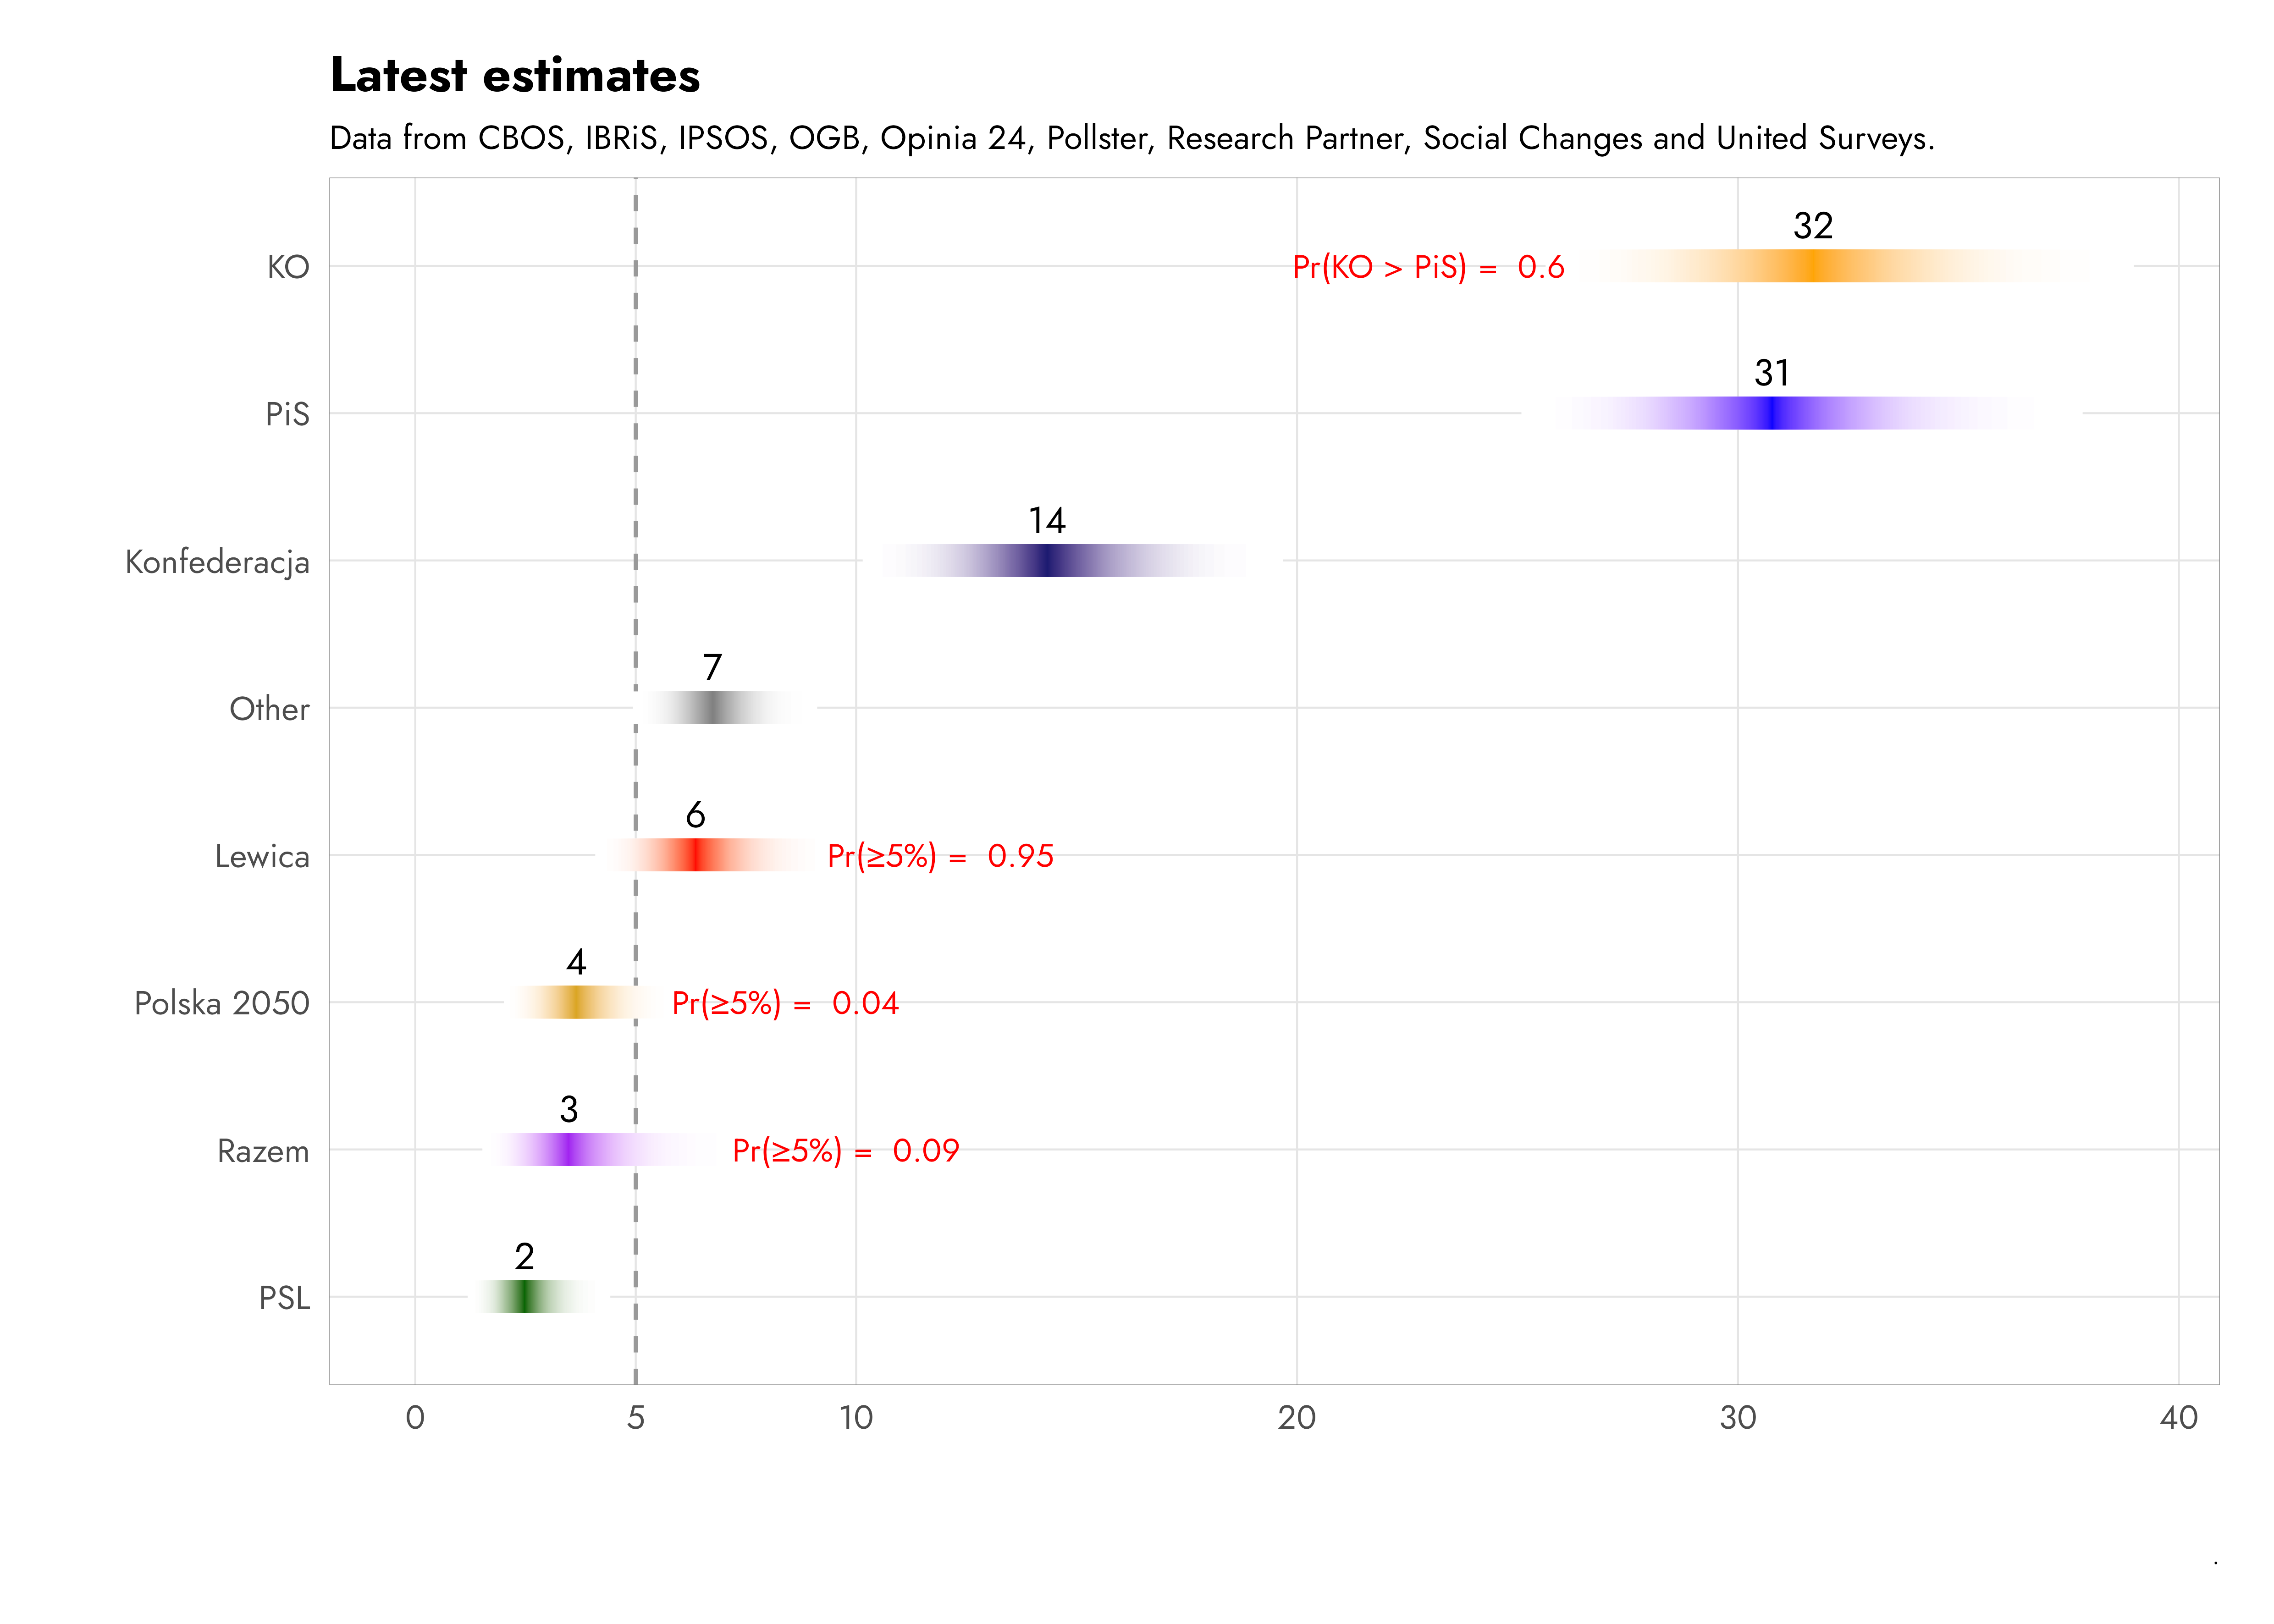 Latest estimates
Data from CBOS, IBRiS, IPSOS, OGB, Opinia 24, Pollster, Research Partner, Social Changes and United Surveys.
32
KO
Pr(KO > PiS) = 0.6
31
PiS
14
Konfederacja
7
Other
6
Lewica
Pr(≥5%) = 0.95
4
Polska 2050
Pr(≥5%) = 0.04
3
Razem
Pr(≥5%) = 0.09
2
PSL
0 5 10 20 30 40
.